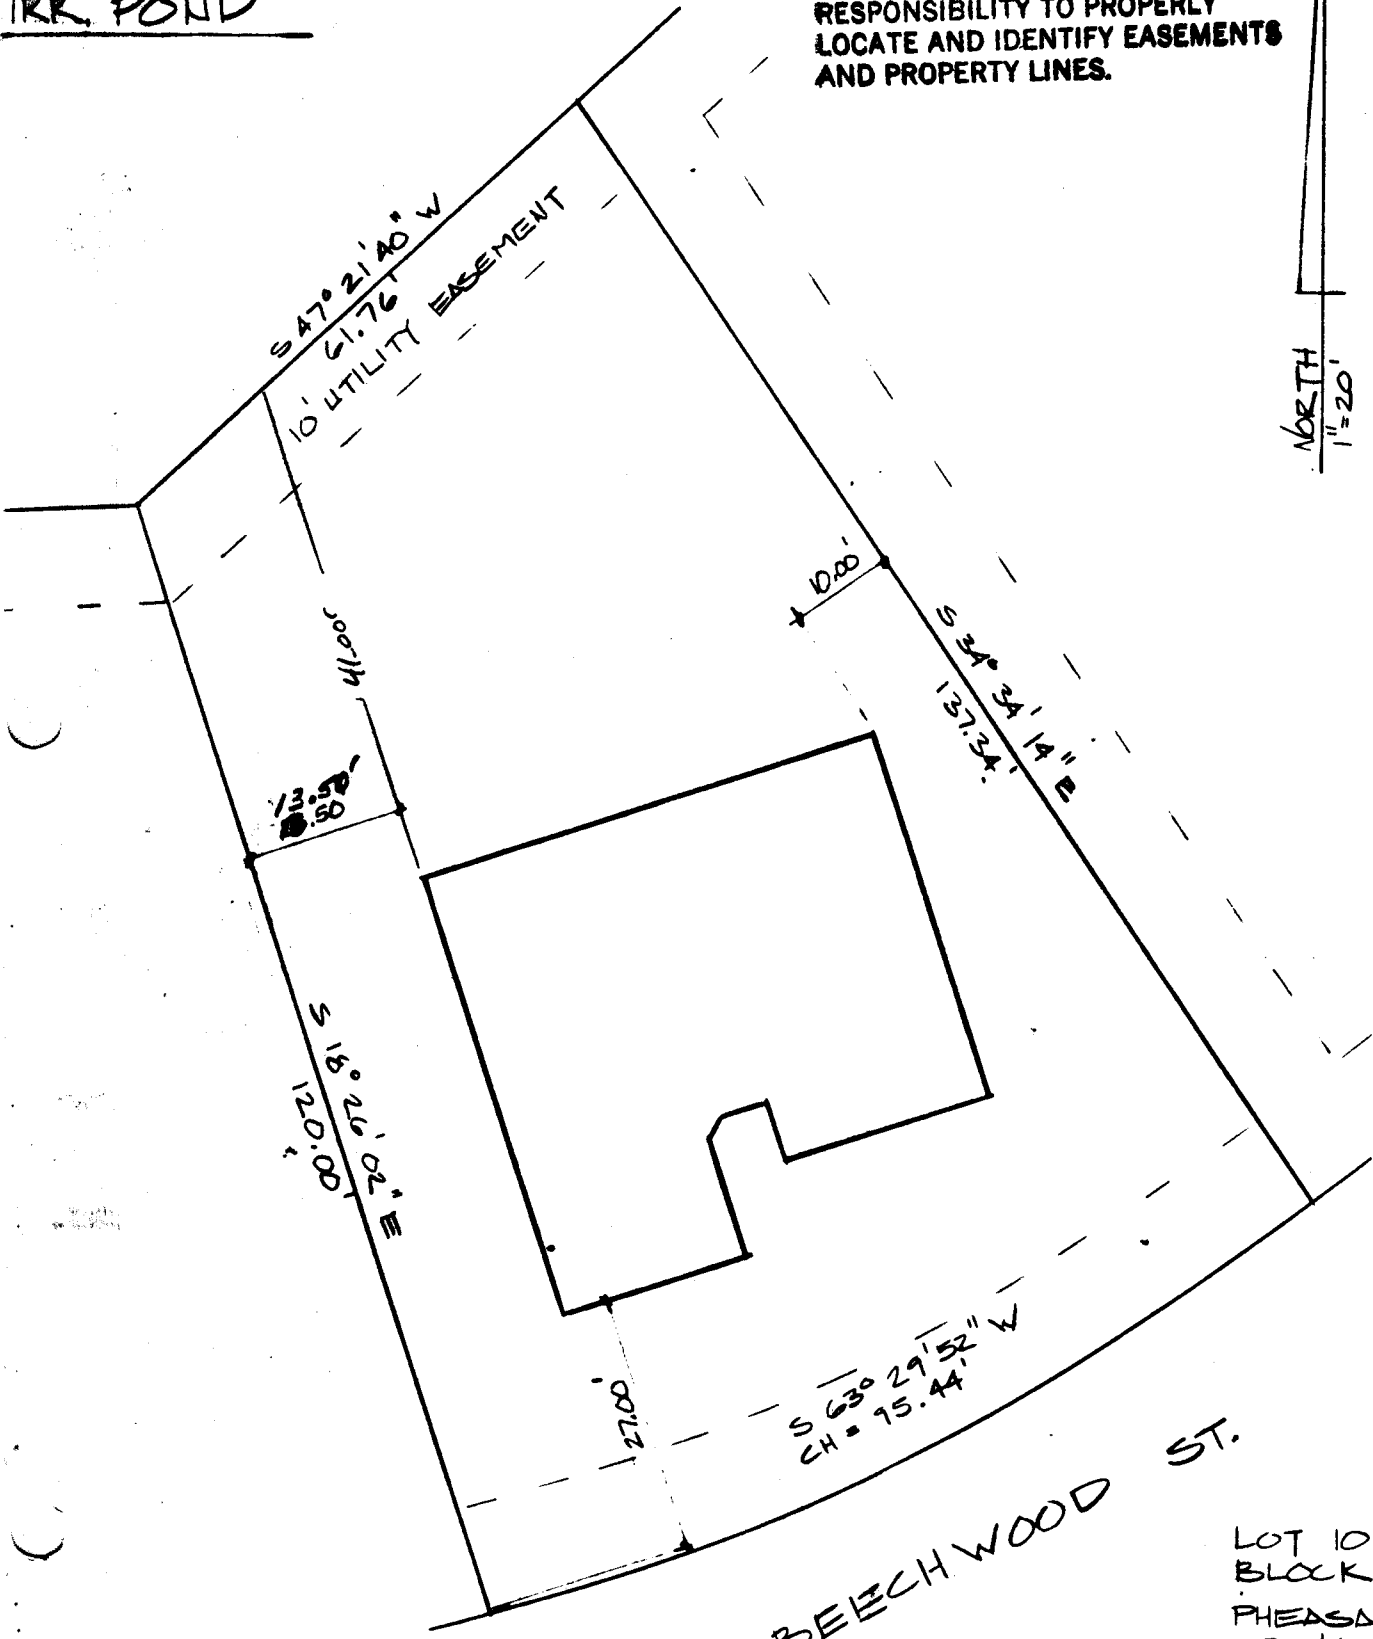 IRR. POND
RESPONSIBILITY TO PROPERLY
LOCATE AND IDENTIFY EASEMENTS
AND PROPERTY LINES.
S 47° 21' 40" W
61.76'
10' UTILITY EASEMENT
NORTH
1"=20'
10.00'
S 34° 34' 14" E
137.34'
41.00'
13.50'
.50
S 18° 26' 02" E
120.00'
27.00'
S 63° 29' 52" W
CH = 95.44'
BEECHWOOD ST.
LOT 10
BLOCK